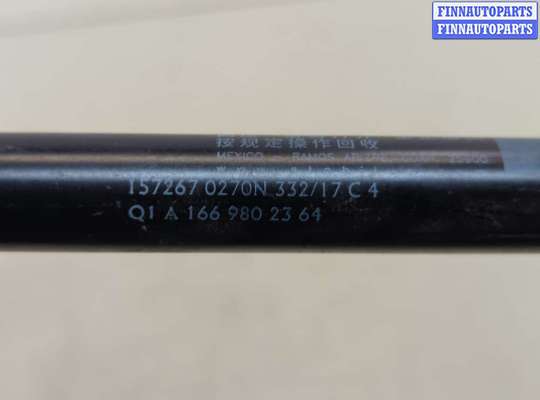 FINNAUTOPARTS
FINNAUTOPARTS
按规定操作回收
MEXICO - RAMOS
157267 0270N 332/17 C 4
Q1 A 166 980 23 64